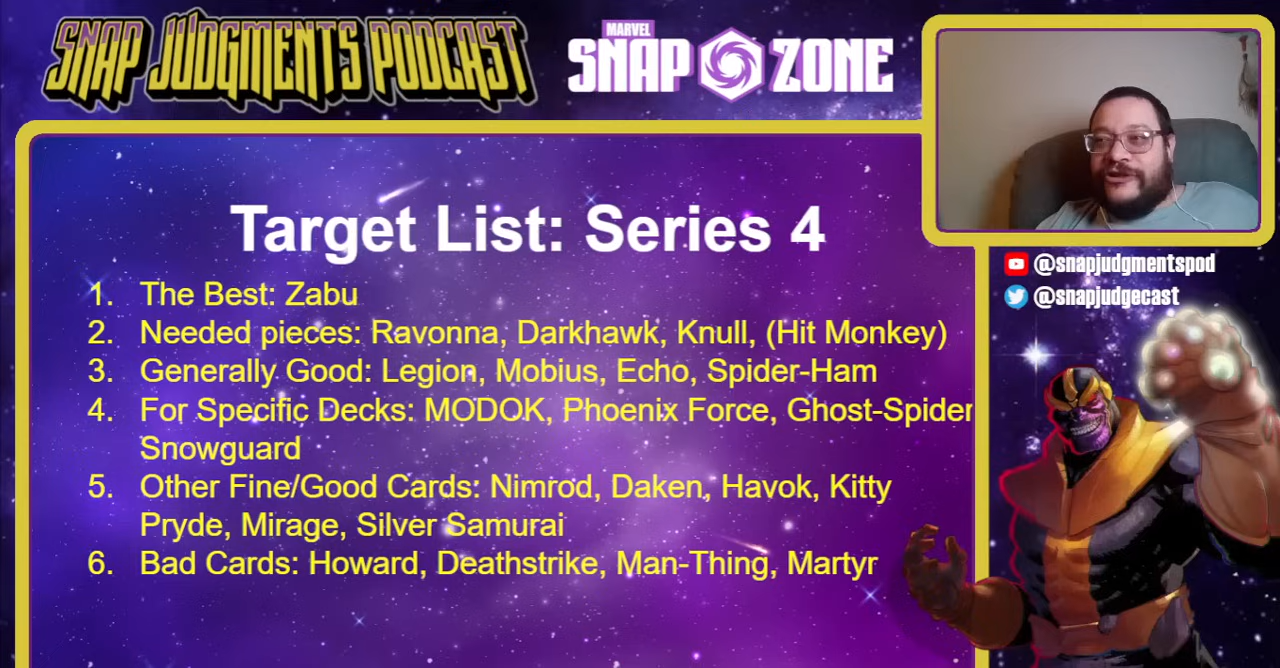 SNAP JUDGMENTS PODCAST
MARVEL
SNAP ZONE
Target List: Series 4
1. The Best: Zabu
2. Needed pieces: Ravonna, Darkhawk, Knull, (Hit Monkey)
3. Generally Good: Legion, Mobius, Echo, Spider-Ham
4. For Specific Decks: MODOK, Phoenix Force, Ghost-Spider
Snowguard
5. Other Fine/Good Cards: Nimrod, Daken, Havok, Kitty
Pryde, Mirage, Silver Samurai
6. Bad Cards: Howard, Deathstrike, Man-Thing, Martyr
@snapjudgmentspod
@snapjudgecast